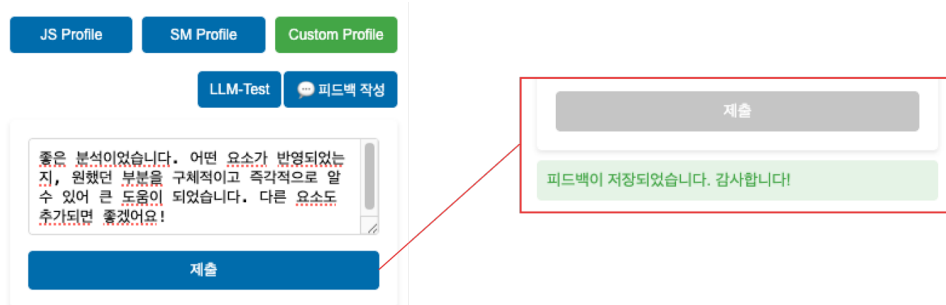 JS Profile SM Profile Custom Profile
LLM-Test 💬 피드백 작성
좋은 분석이었습니다. 어떤 요소가 반영되었는
지, 원했던 부분을 구체적이고 즉각적으로 알
수 있어 큰 도움이 되었습니다. 다른 요소도
추가되면 좋겠어요!
제출
제출
피드백이 저장되었습니다. 감사합니다!